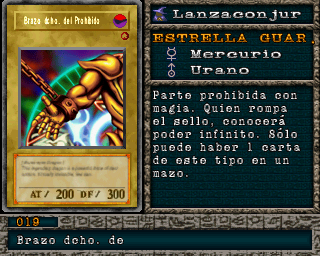 Brazo dcho. del Prohibido
AT/ 200 DF/ 300
Lanzaconjur
ESTRELLA GUAR.
Mercurio
Urano
Parte prohibida con
magia. Quien rompa
el sello, conocerá
poder infinito. Sólo
puede haber 1 carta
de este tipo en un
mazo.
019
Brazo dcho. de